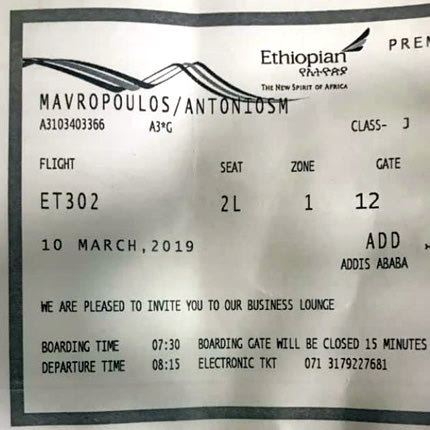 Ethiopian
የኢትዮጵያ
THE NEW SPIRIT OF AFRICA
MAVROPOULOS/ANTONIOSM
A3103403366 A3*G CLASS- J
FLIGHT SEAT ZONE GATE
ET302 2L 1 12
10 MARCH,2019 ADD
ADDIS ABABA
WE ARE PLEASED TO INVITE YOU TO OUR BUSINESS LOUNGE
BOARDING TIME 07:30 BOARDING GATE WILL BE CLOSED 15 MINUTES
DEPARTURE TIME 08:15 ELECTRONIC TKT 071 3179227681